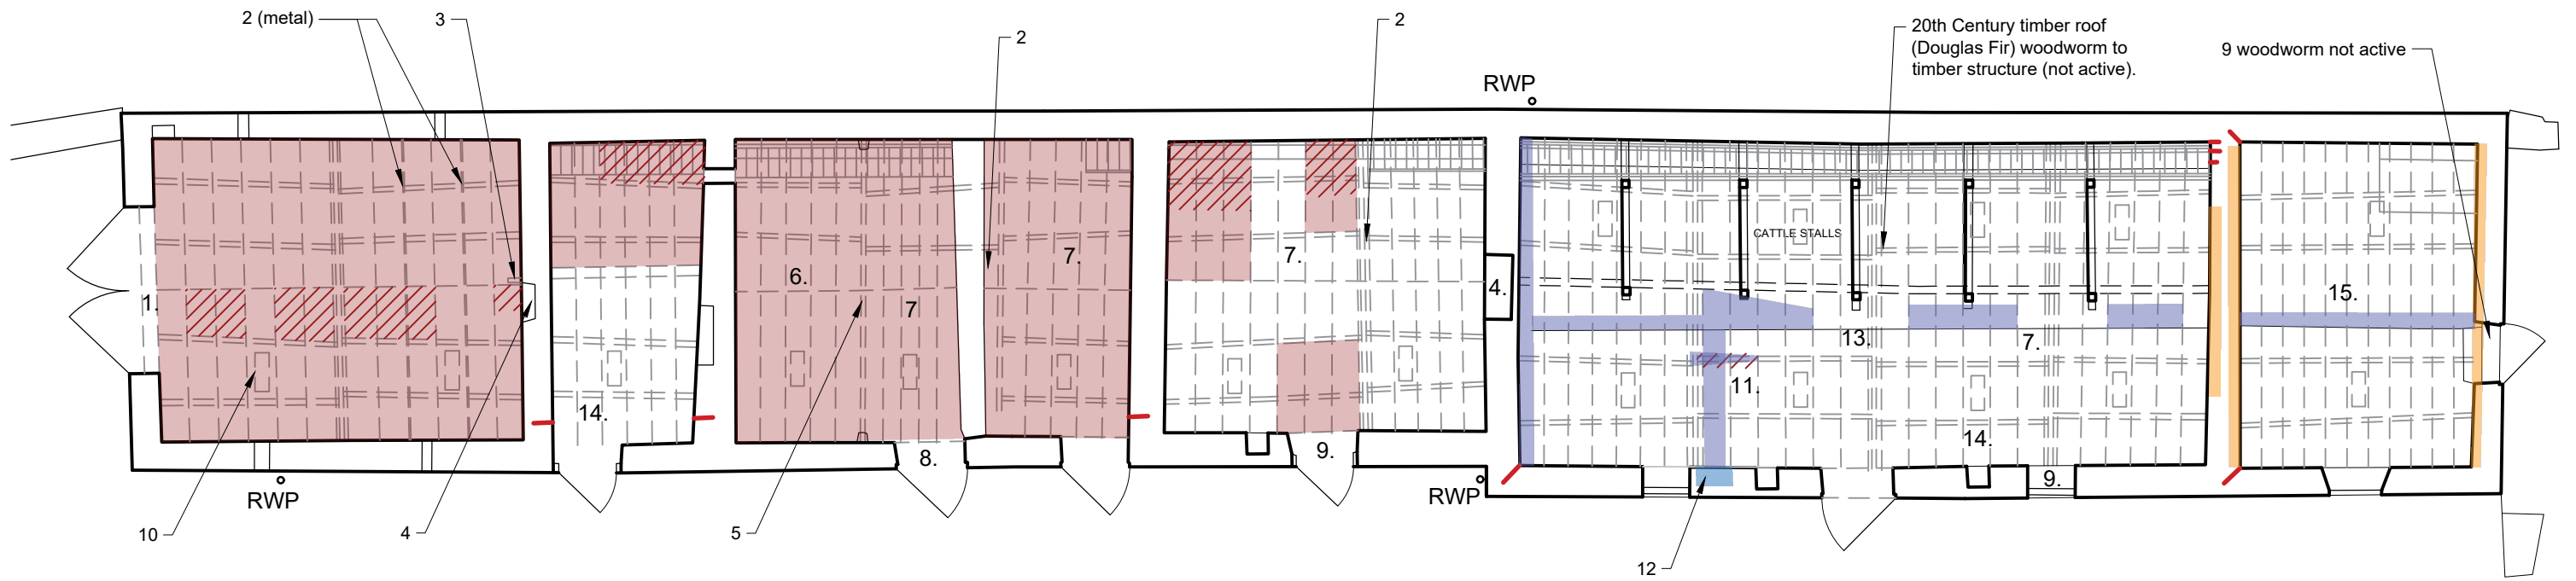 2 (metal)
3
2
2
20th Century timber roof
(Douglas Fir) woodworm to
timber structure (not active).
9 woodworm not active
RWP
CATTLE STALLS
1.
6.
7
7.
7.
4.
13.
7.
15.
11.
14.
14.
8.
9.
9.
RWP
RWP
10
4
5
12